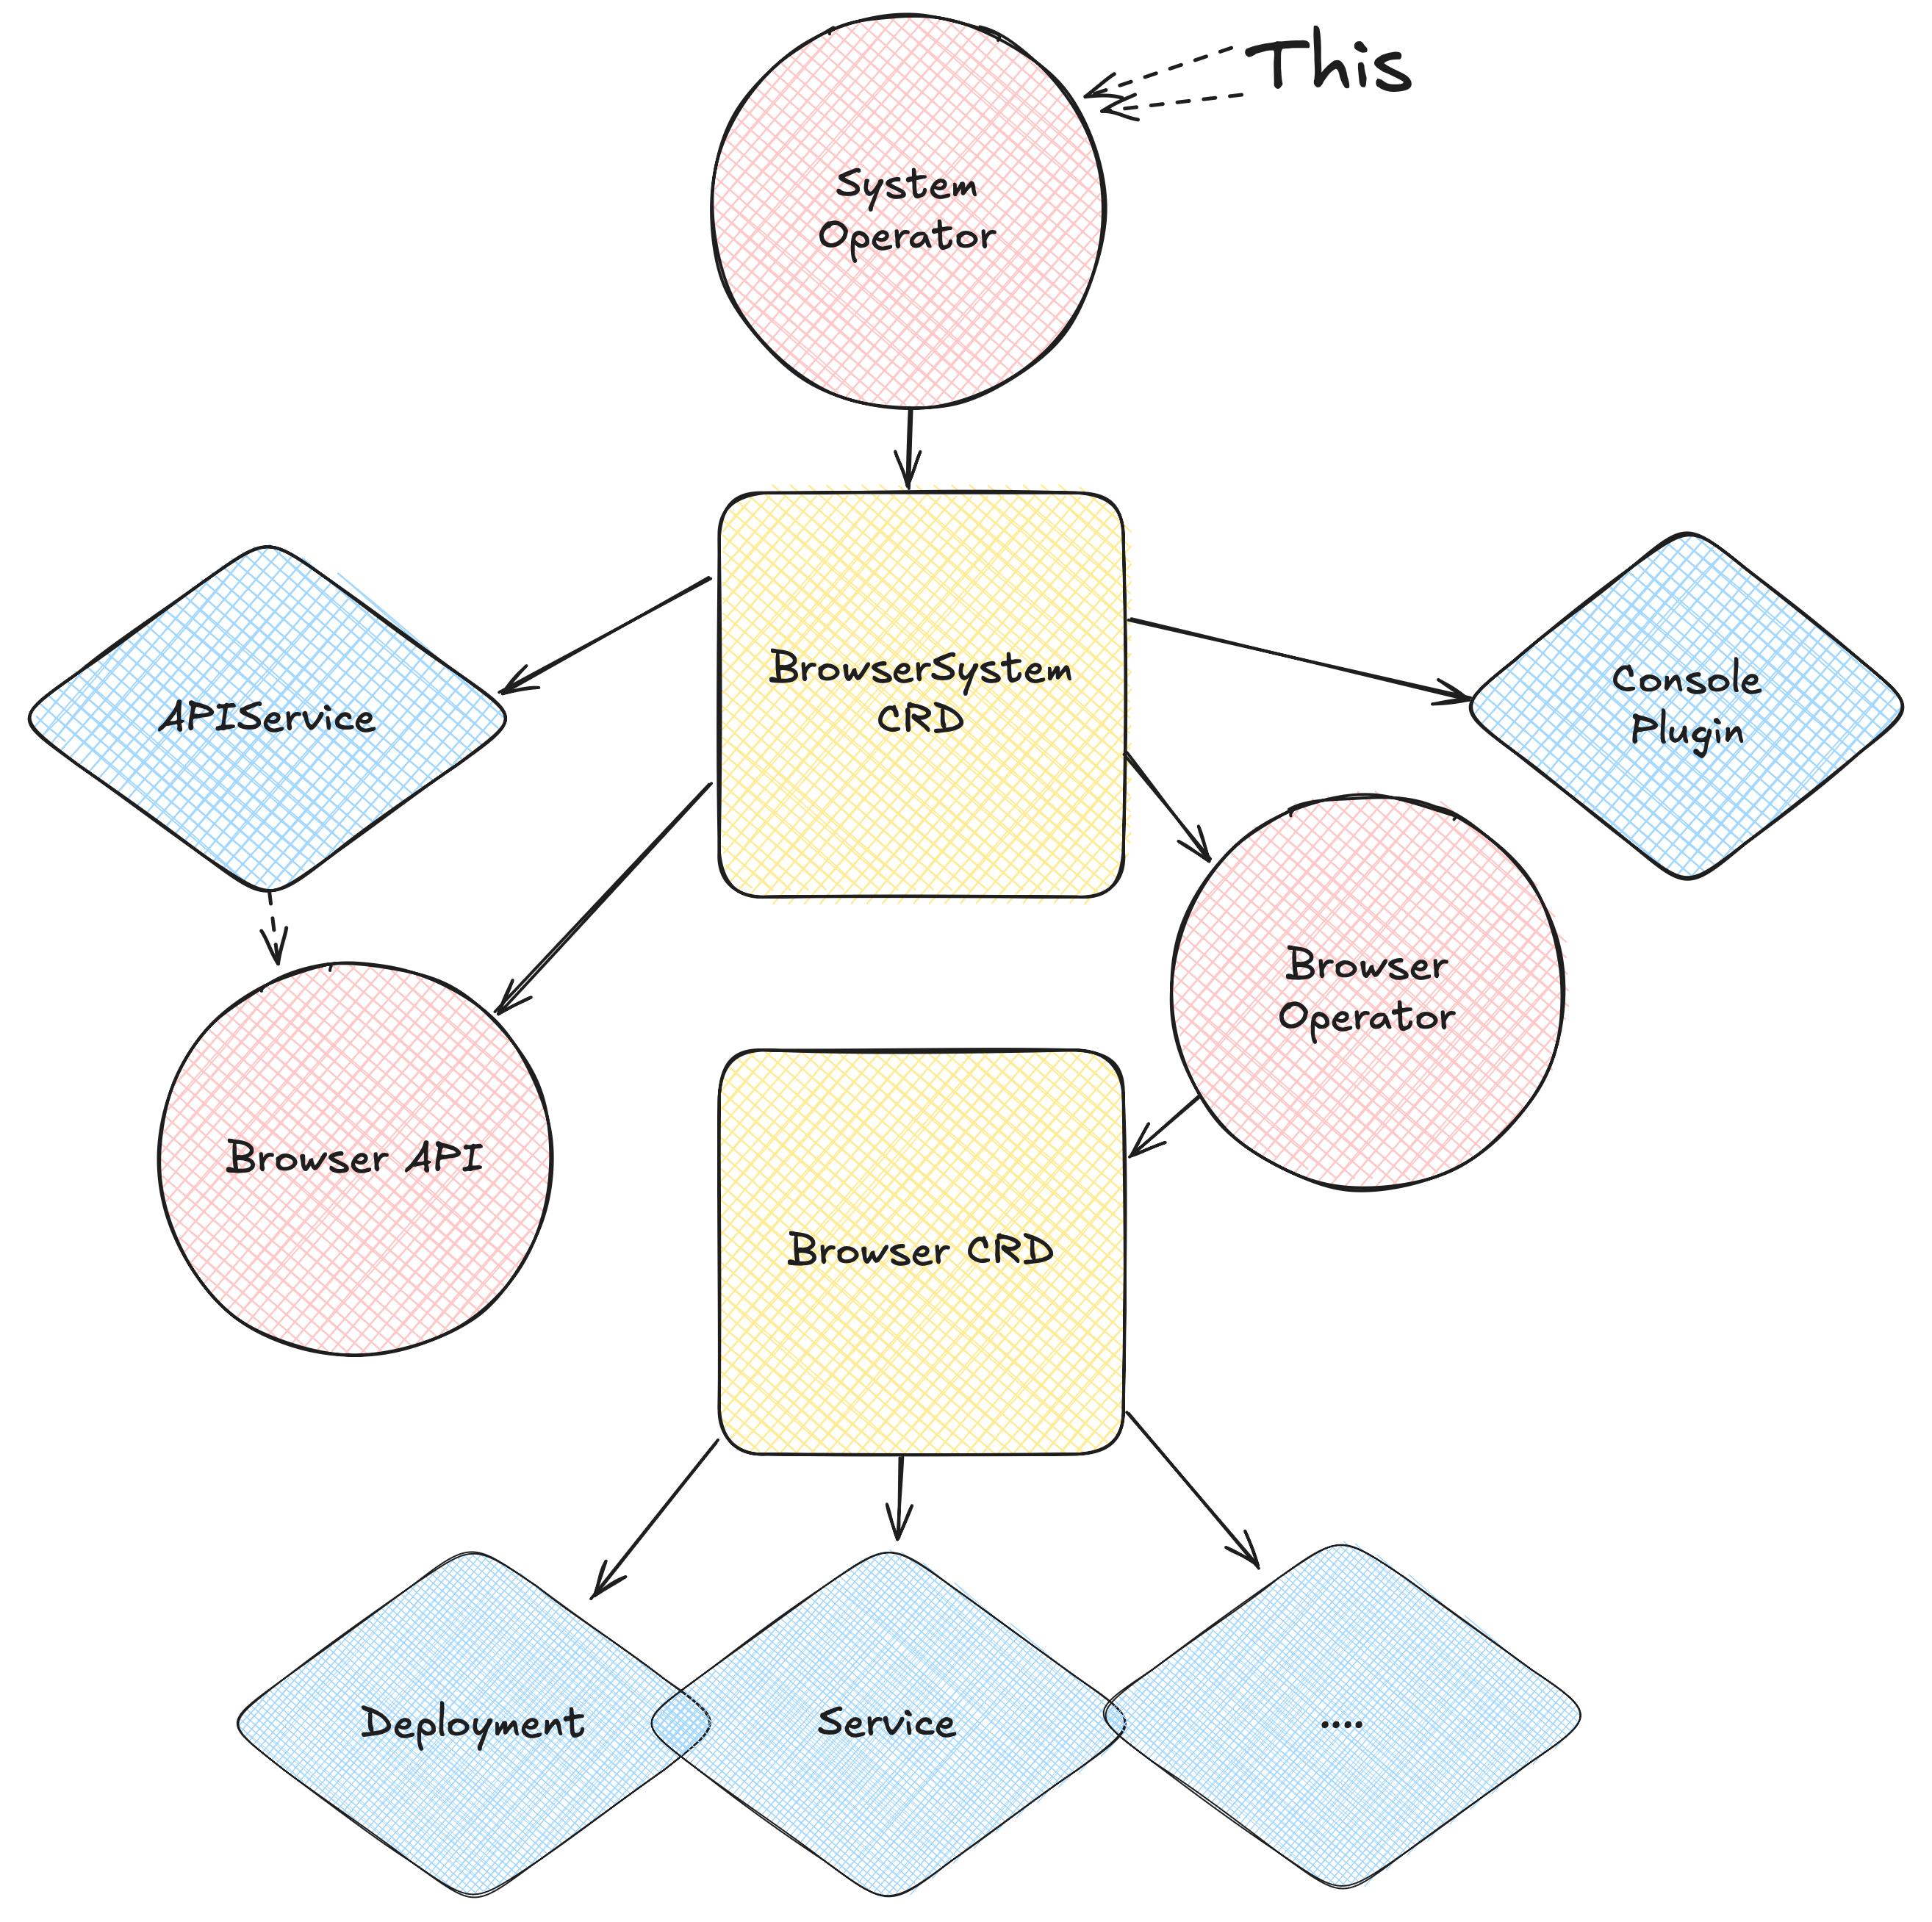 This
System
Operator
BrowserSystem
CRD
APIService
Console
Plugin
Browser
Operator
Browser API
Browser CRD
Deployment
Service
....